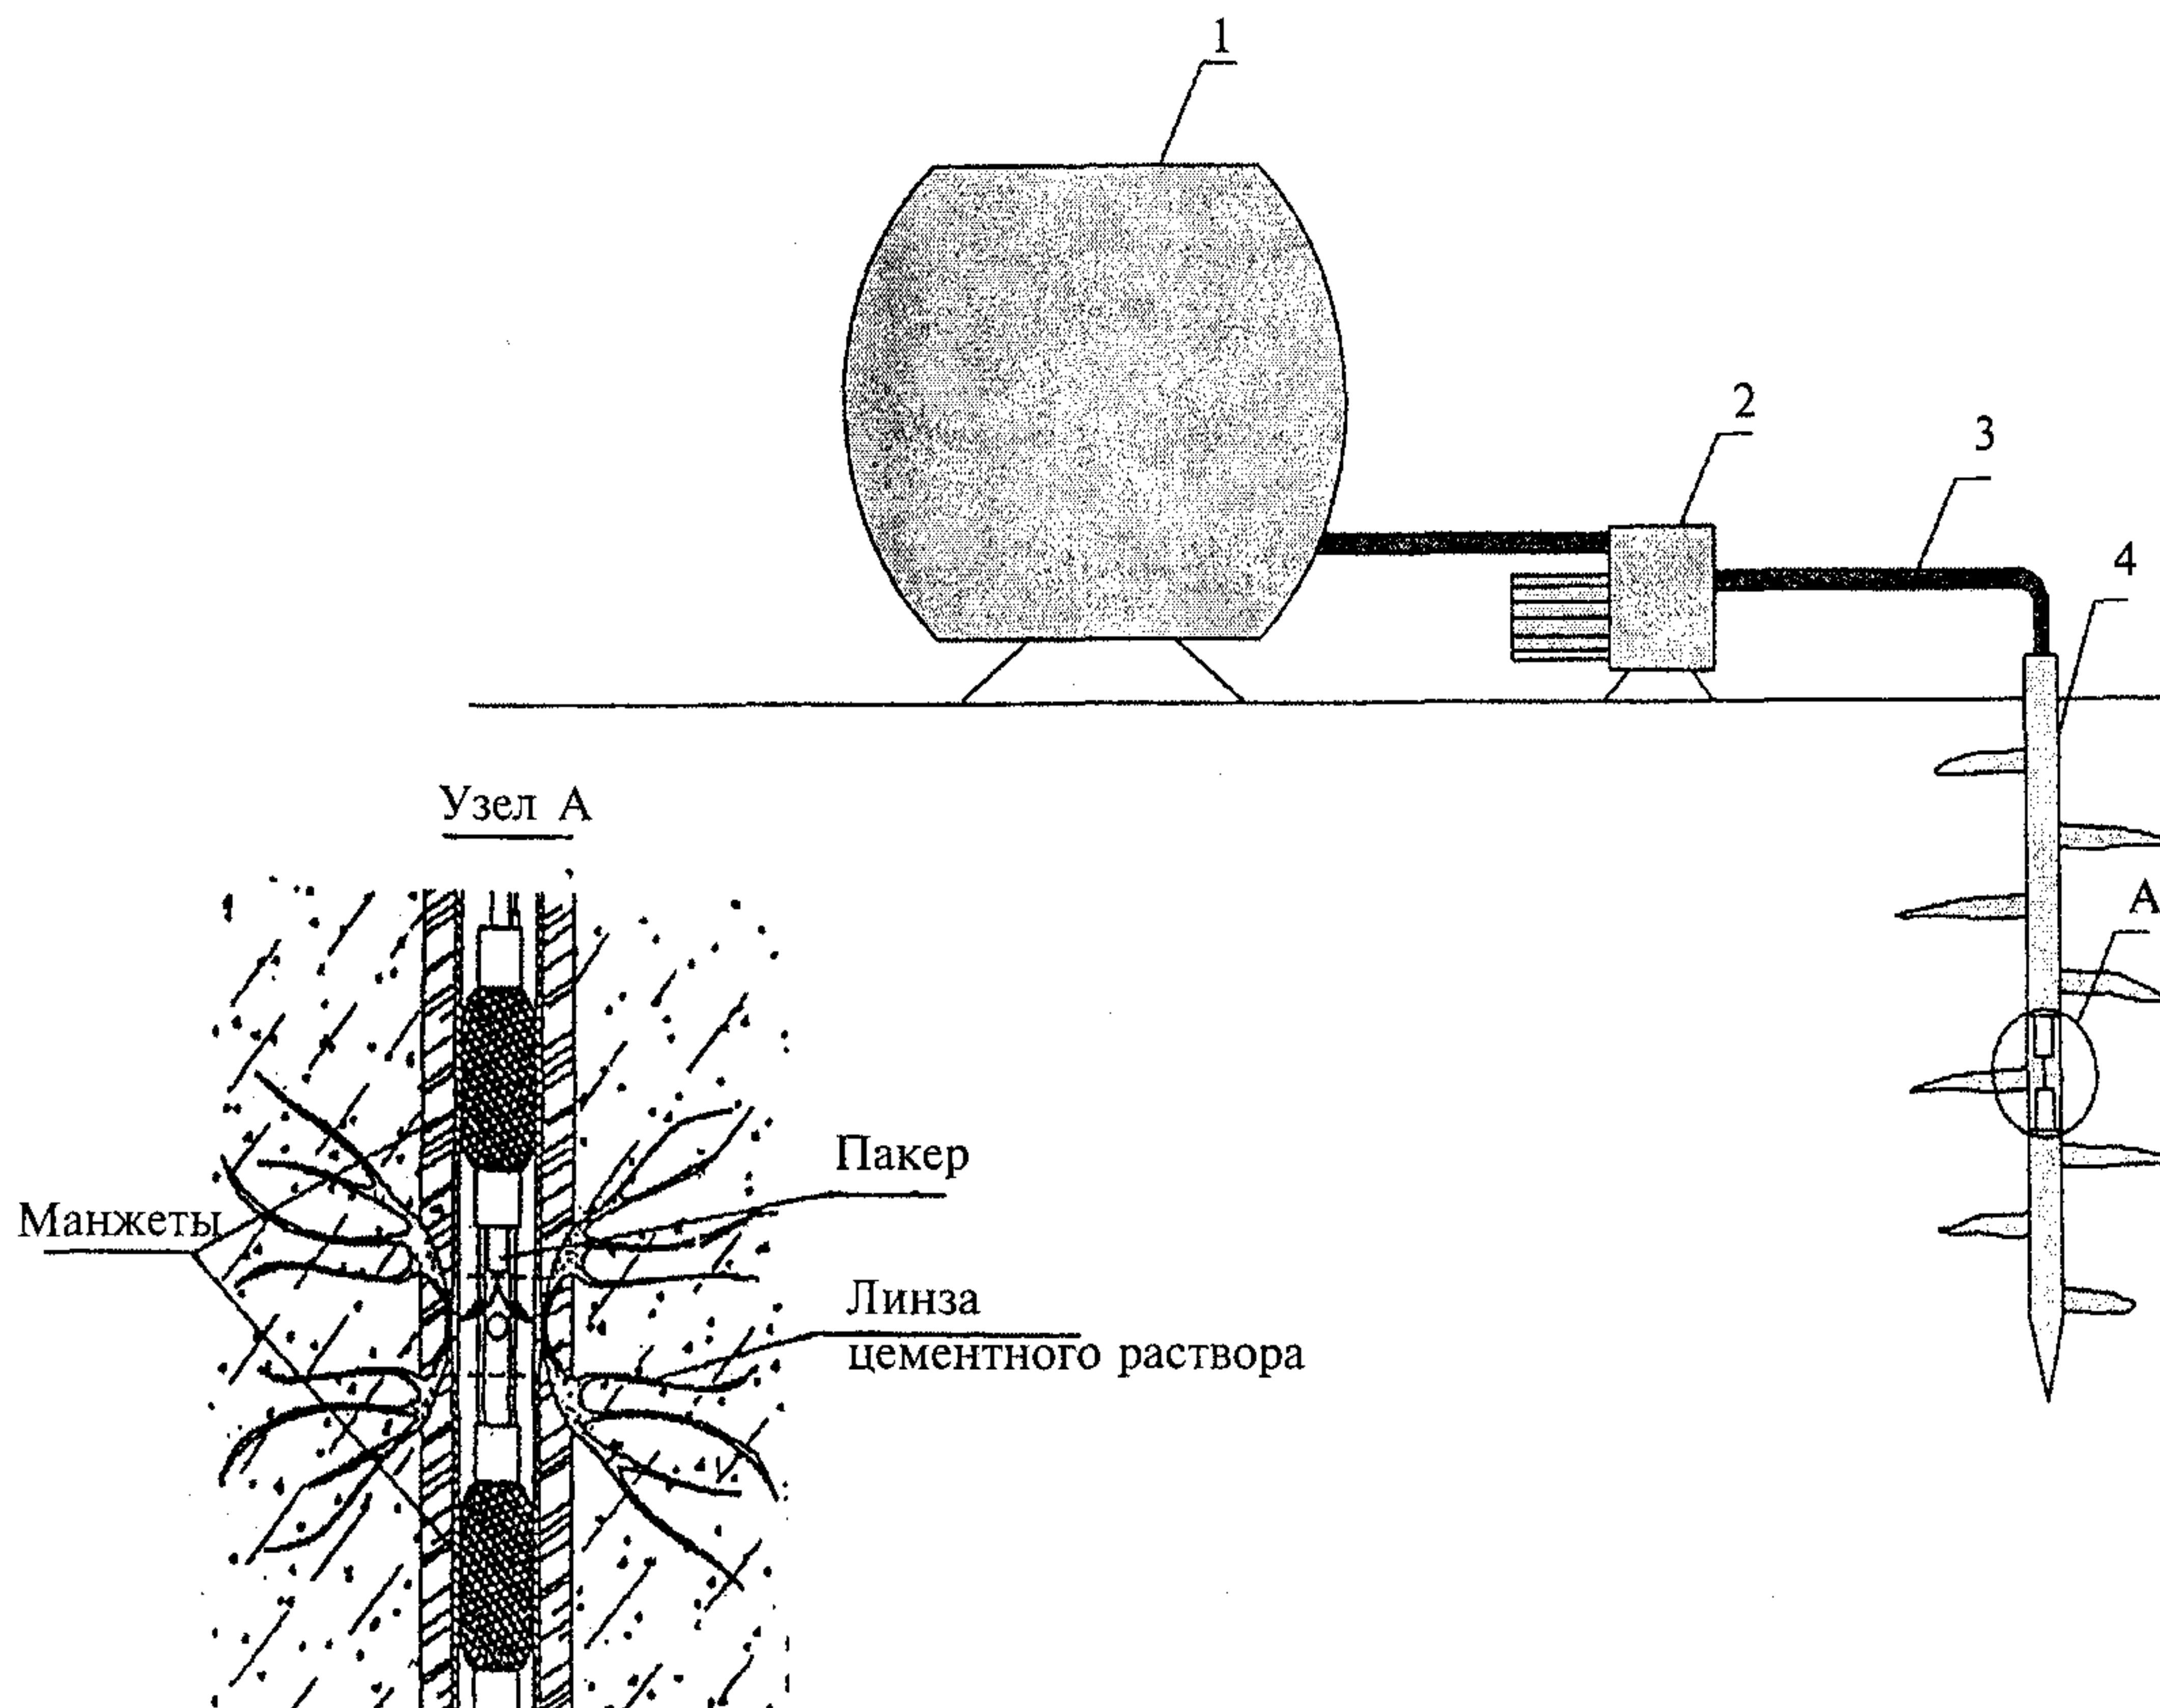 1
2
3
4
Узел А
А
Пакер
Манжеты
Линза
цементного раствора